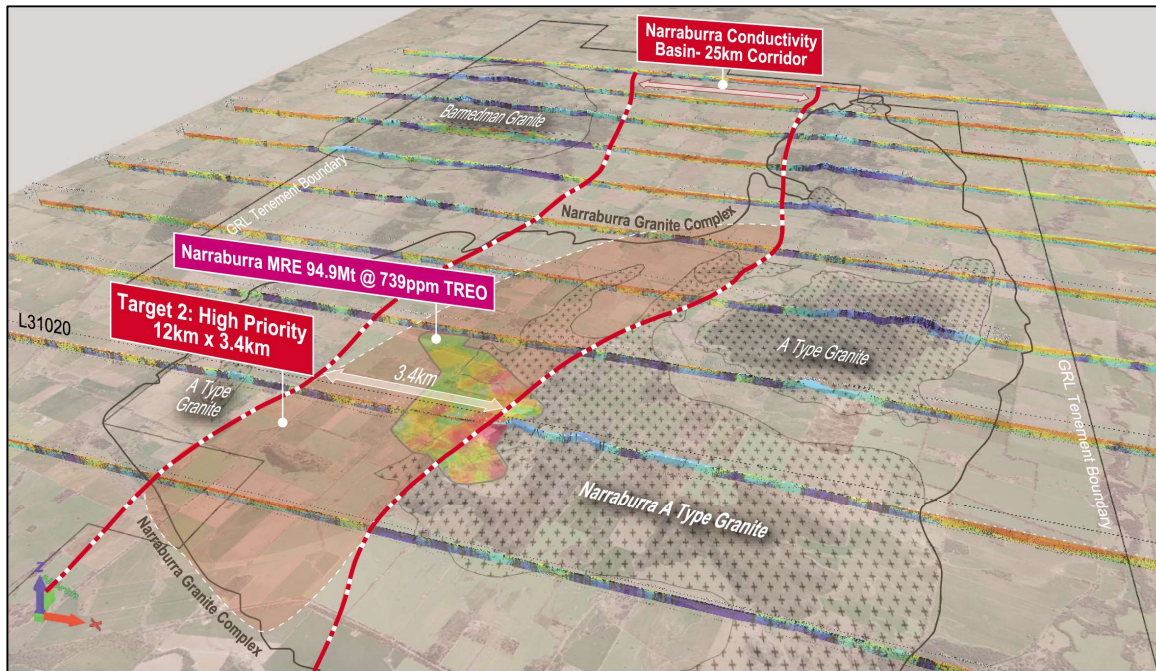 Narraburra Conductivity
Basin- 25km Corridor
Barmedman Granite
GRL Tenement Boundary
Narraburra Granite Complex
Narraburra MRE 94.9Mt @ 739ppm TREO
Target 2: High Priority
12km x 3.4km
L31020
3.4km
A Type Granite
A Type
Granite
GRL Tenement Boundary
Narraburra A Type Granite
Narraburra Granite Complex
Z
X